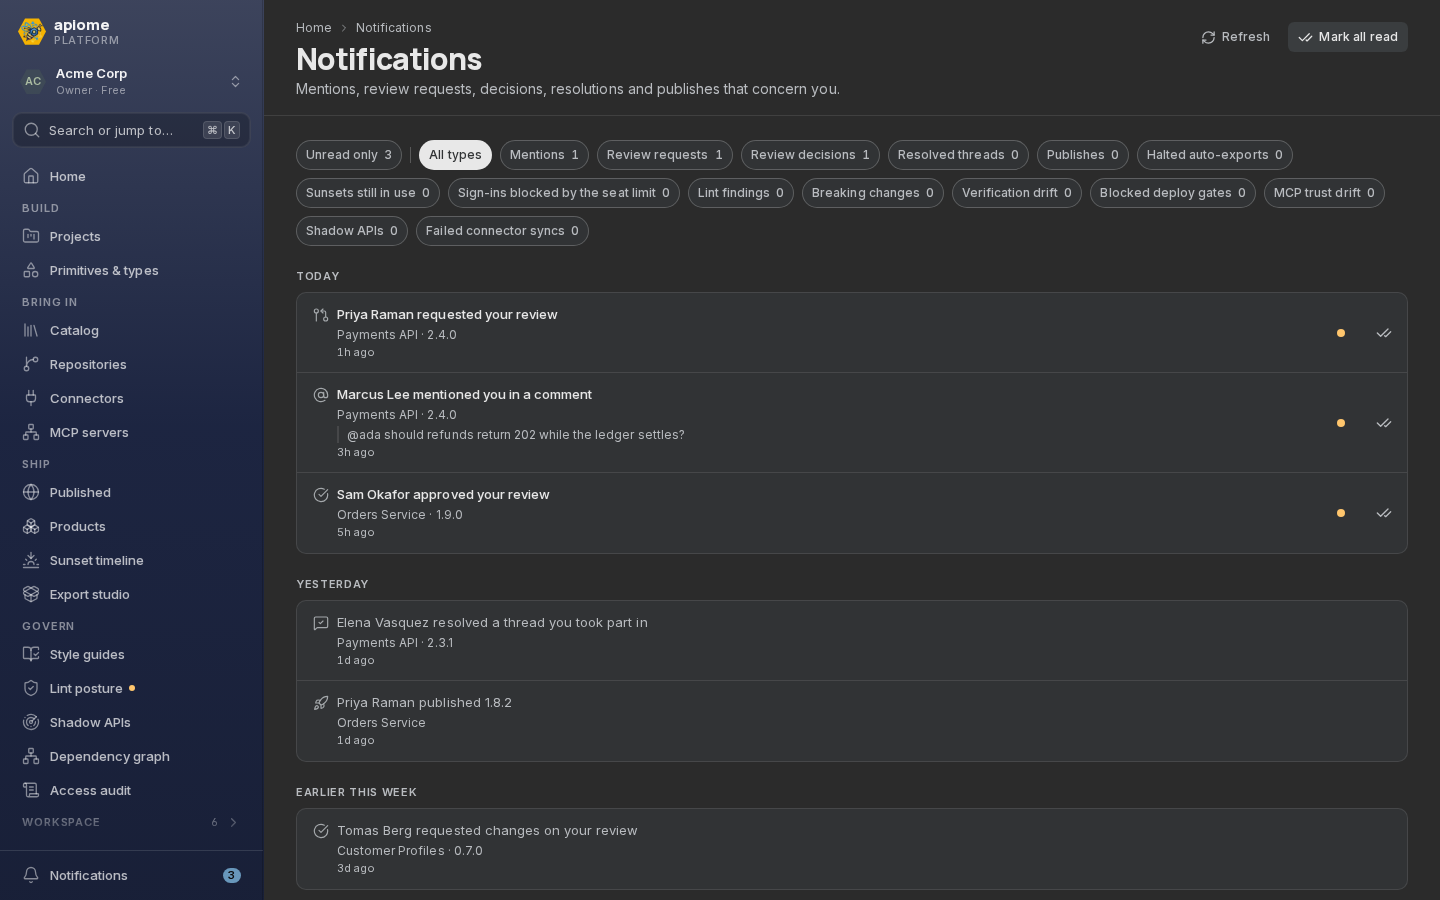 apiome
PLATFORM
AC
Acme Corp
Owner · Free
Search or jump to…
⌘ K
Home
BUILD
Projects
Primitives & types
BRING IN
Catalog
Repositories
Connectors
MCP servers
SHIP
Published
Products
Sunset timeline
Export studio
GOVERN
Style guides
Lint posture
Shadow APIs
Dependency graph
Access audit
WORKSPACE 6
Notifications 3
Home > Notifications
Notifications
Mentions, review requests, decisions, resolutions and publishes that concern you.
Refresh
Mark all read
Unread only 3
All types
Mentions 1
Review requests 1
Review decisions 1
Resolved threads 0
Publishes 0
Halted auto-exports 0
Sunsets still in use 0
Sign-ins blocked by the seat limit 0
Lint findings 0
Breaking changes 0
Verification drift 0
Blocked deploy gates 0
MCP trust drift 0
Shadow APIs 0
Failed connector syncs 0
TODAY
Priya Raman requested your review
Payments API · 2.4.0
1h ago
Marcus Lee mentioned you in a comment
Payments API · 2.4.0
@ada should refunds return 202 while the ledger settles?
3h ago
Sam Okafor approved your review
Orders Service · 1.9.0
5h ago
YESTERDAY
Elena Vasquez resolved a thread you took part in
Payments API · 2.3.1
1d ago
Priya Raman published 1.8.2
Orders Service
1d ago
EARLIER THIS WEEK
Tomas Berg requested changes on your review
Customer Profiles · 0.7.0
3d ago